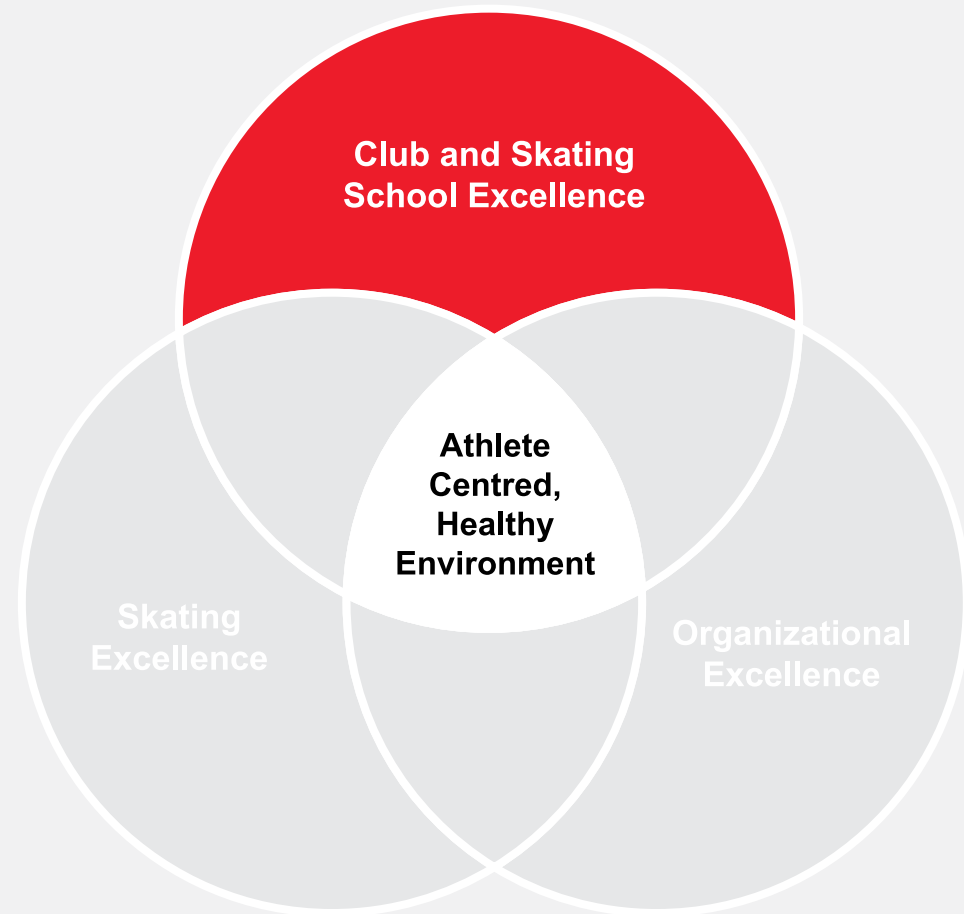 Club and Skating
School Excellence
Athlete
Centred,
Healthy
Environment
Skating
Excellence
Organizational
Excellence